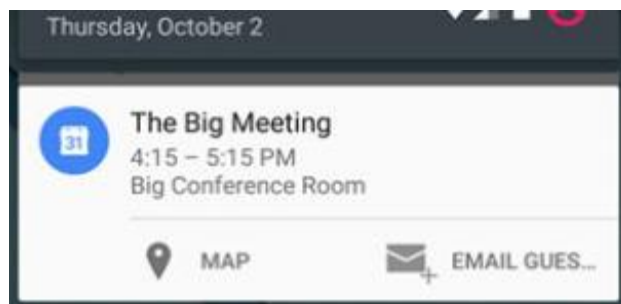 Thursday, October 2
31
The Big Meeting
4:15 – 5:15 PM
Big Conference Room
MAP
EMAIL GUES...